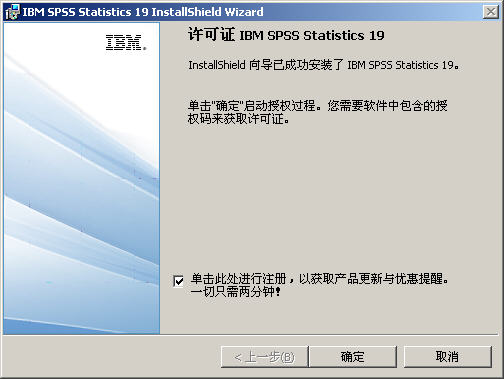 IBM SPSS Statistics 19 InstallShield Wizard
IBM.
许可证 IBM SPSS Statistics 19
InstallShield 向导已成功安装了 IBM SPSS Statistics 19。
单击"确定"启动授权过程。您需要软件中包含的授
权码来获取许可证。
单击此处进行注册，以获取产品更新与优惠提醒。
一切只需两分钟!
< 上一步(B)
确定
取消